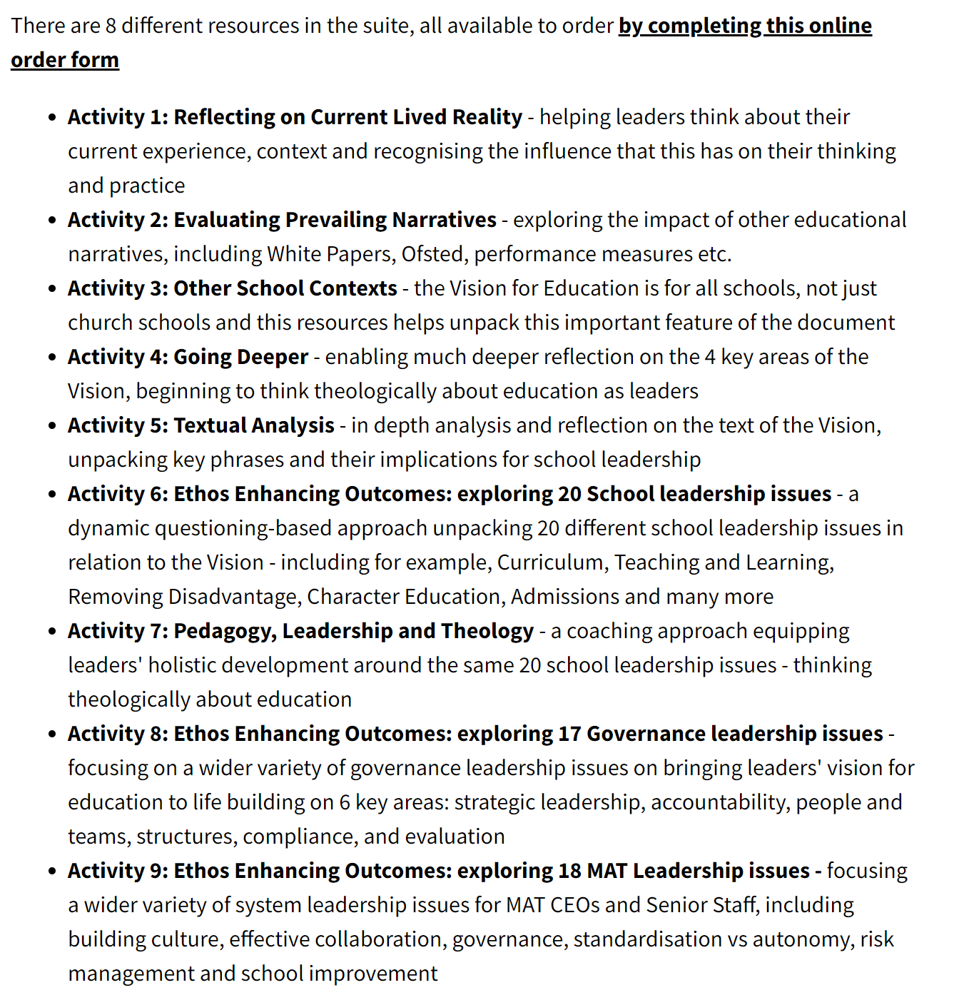 There are 8 different resources in the suite, all available to order by completing this online
order form
• Activity 1: Reflecting on Current Lived Reality - helping leaders think about their
current experience, context and recognising the influence that this has on their thinking
and practice
• Activity 2: Evaluating Prevailing Narratives - exploring the impact of other educational
narratives, including White Papers, Ofsted, performance measures etc.
• Activity 3: Other School Contexts - the Vision for Education is for all schools, not just
church schools and this resources helps unpack this important feature of the document
• Activity 4: Going Deeper - enabling much deeper reflection on the 4 key areas of the
Vision, beginning to think theologically about education as leaders
• Activity 5: Textual Analysis - in depth analysis and reflection on the text of the Vision,
unpacking key phrases and their implications for school leadership
• Activity 6: Ethos Enhancing Outcomes: exploring 20 School leadership issues - a
dynamic questioning-based approach unpacking 20 different school leadership issues in
relation to the Vision - including for example, Curriculum, Teaching and Learning,
Removing Disadvantage, Character Education, Admissions and many more
• Activity 7: Pedagogy, Leadership and Theology - a coaching approach equipping
leaders' holistic development around the same 20 school leadership issues - thinking
theologically about education
• Activity 8: Ethos Enhancing Outcomes: exploring 17 Governance leadership issues -
focusing on a wider variety of governance leadership issues on bringing leaders' vision for
education to life building on 6 key areas: strategic leadership, accountability, people and
teams, structures, compliance, and evaluation
• Activity 9: Ethos Enhancing Outcomes: exploring 18 MAT Leadership issues - focusing
a wider variety of system leadership issues for MAT CEOs and Senior Staff, including
building culture, effective collaboration, governance, standardisation vs autonomy, risk
management and school improvement